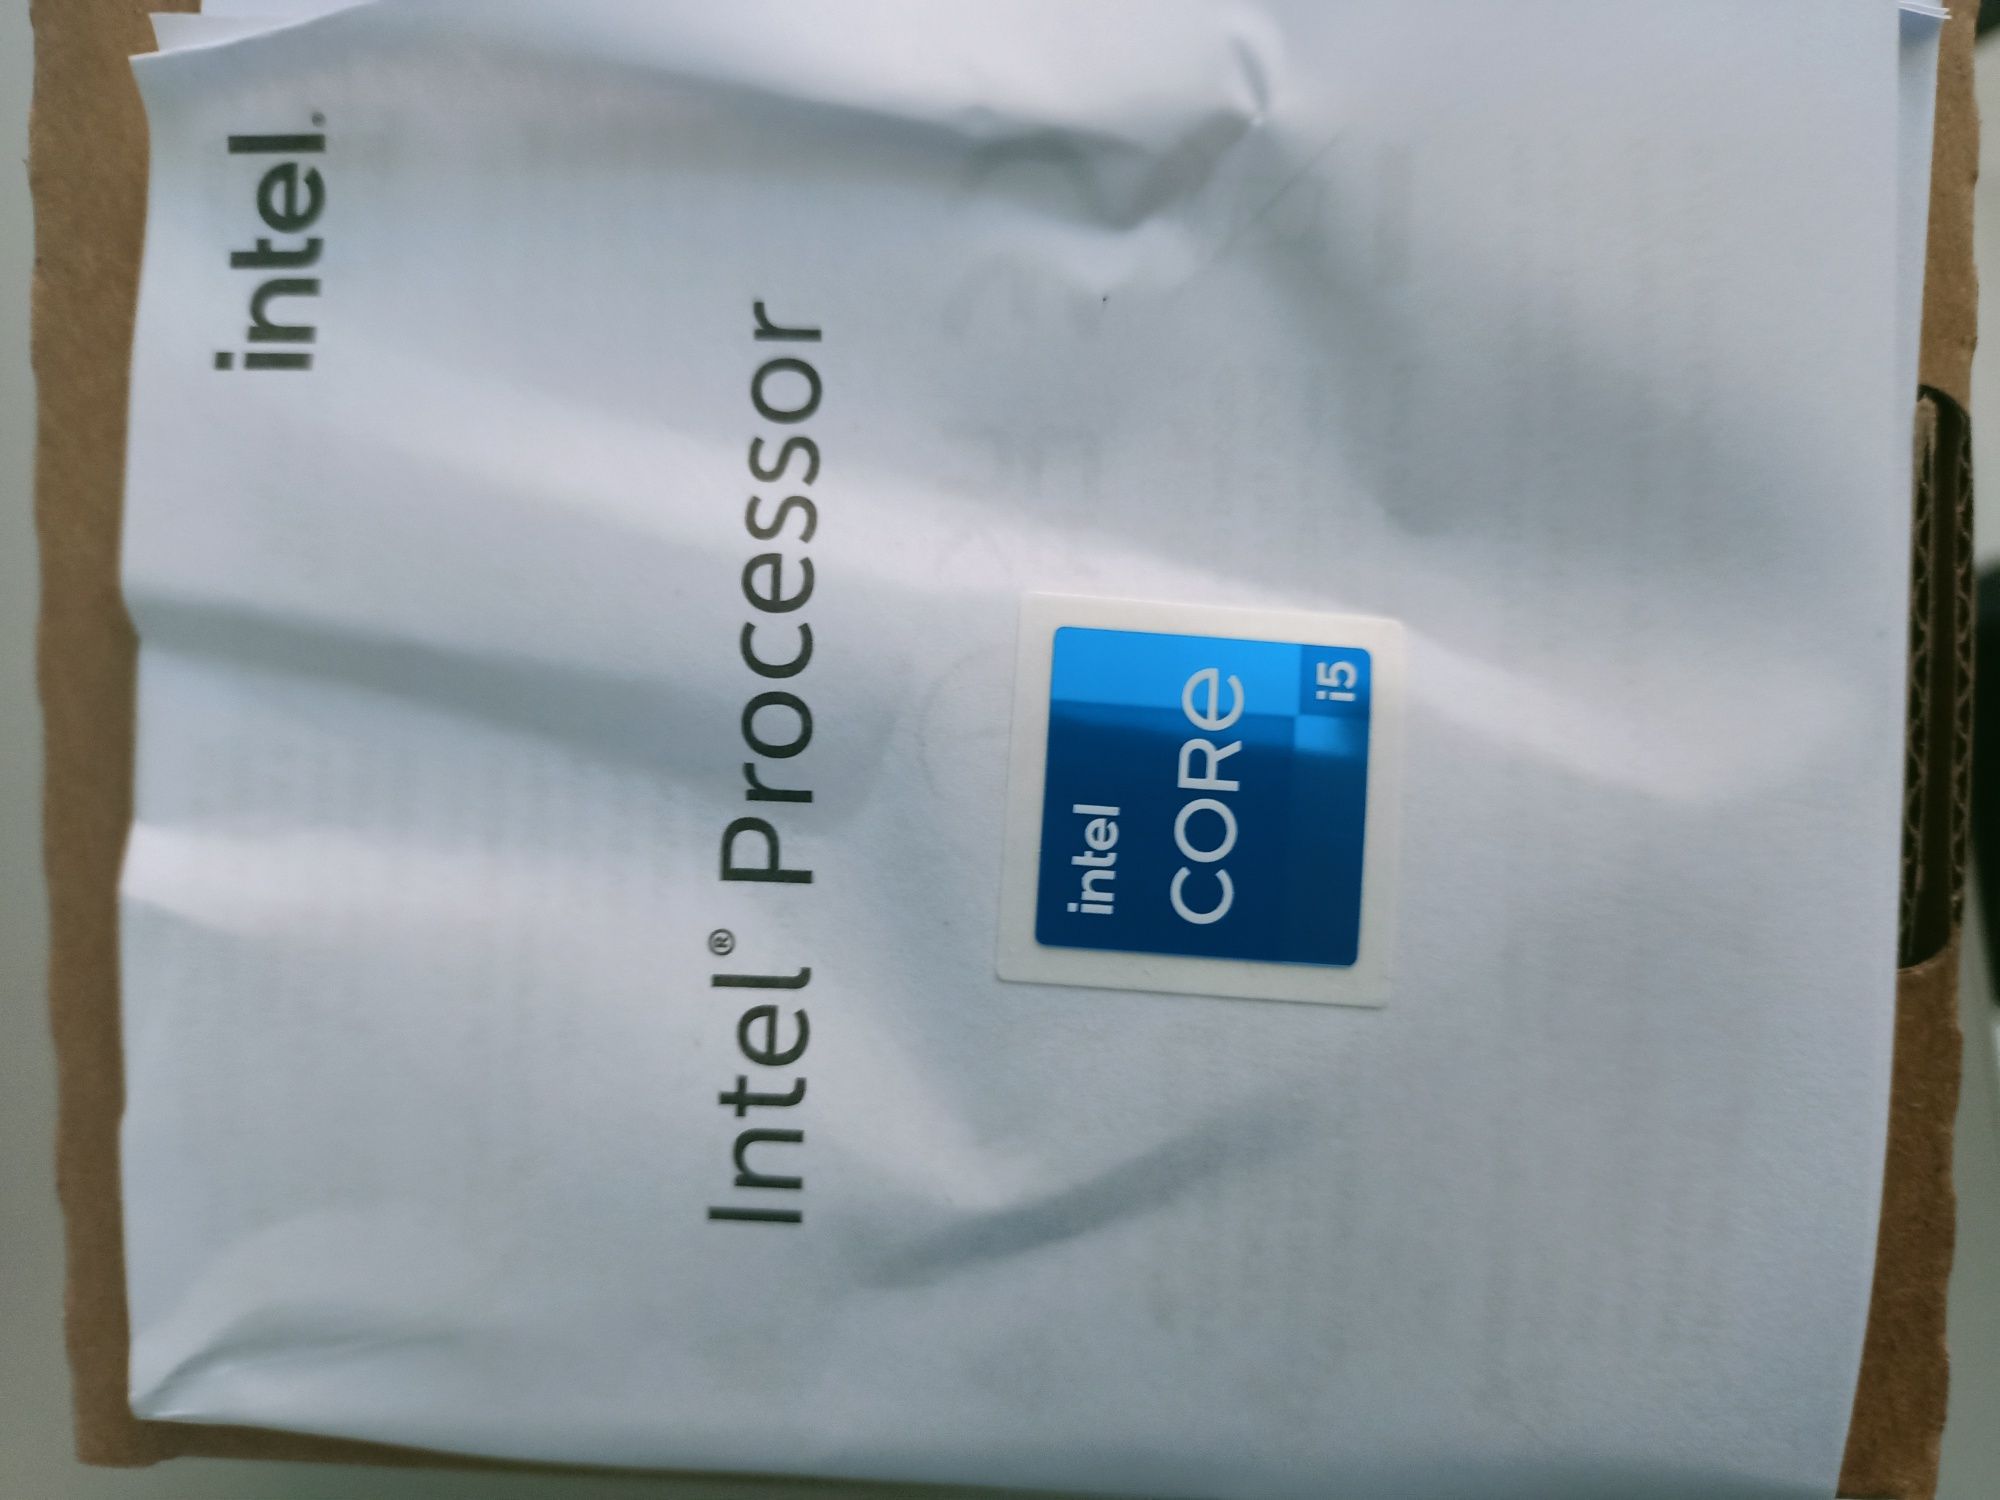 intel.
Intel® Processor
intel
CORe
i5